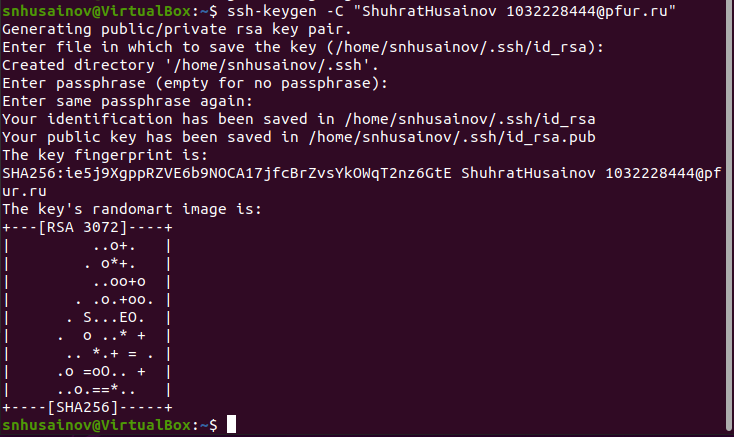 snhusainov@VirtualBox:~$ ssh-keygen -C "ShuhratHusainov 1032228444@pfur.ru"
Generating public/private rsa key pair.
Enter file in which to save the key (/home/snhusainov/.ssh/id_rsa):
Created directory '/home/snhusainov/.ssh'.
Enter passphrase (empty for no passphrase):
Enter same passphrase again:
Your identification has been saved in /home/snhusainov/.ssh/id_rsa
Your public key has been saved in /home/snhusainov/.ssh/id_rsa.pub
The key fingerprint is:
SHA256:ie5j9XgppRZVE6b9NOCA17jfcBrZvsYkOWqT2nz6GtE ShuhratHusainov 1032228444@pf
ur.ru
The key's randomart image is:
+---[RSA 3072]----+
|          ..o+.   |
|         . o*+.   |
|          ..oo+o  |
|        . .o.+oo. |
|       . S...EO.  |
|      .  o ..* +  |
|       .. *.+ = . |
|      .o =oO.. +  |
|      ..o.==*..   |
+----[SHA256]-----+
snhusainov@VirtualBox:~$